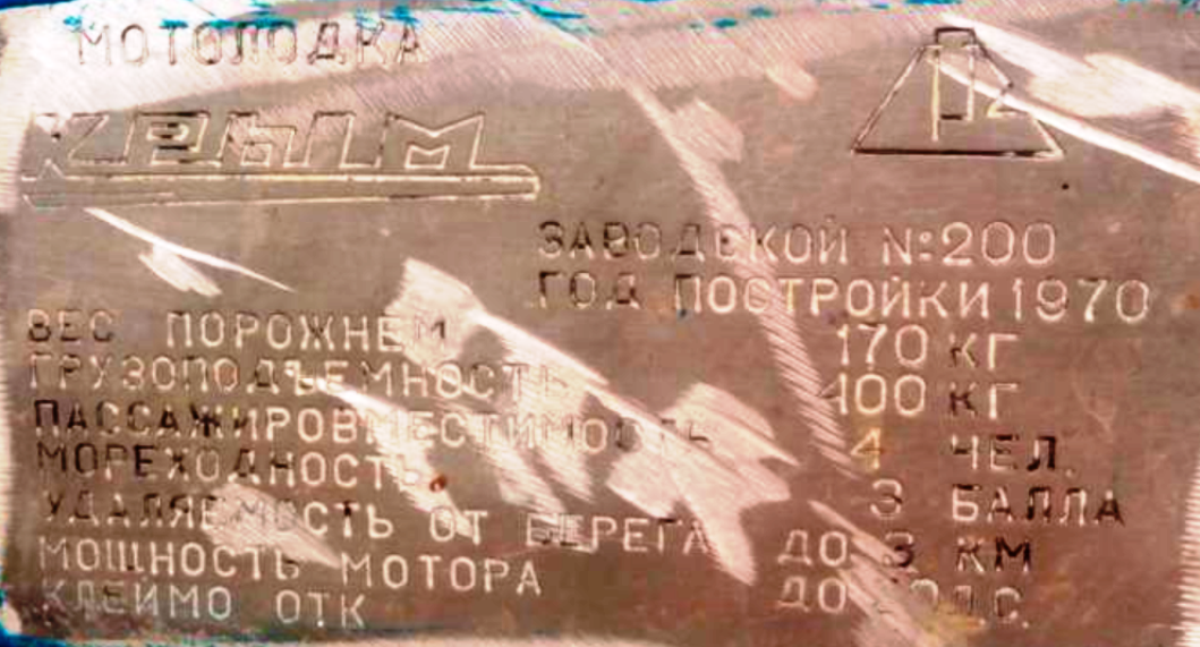 МОТОЛОДКА
КРЫМ
ЗАВОДСКОЙ №:200
ГОД ПОСТРОЙКИ 1970
ВЕС ПОРОЖНЕМ 170 КГ
ГРУЗОПОДЪЕМНОСТЬ 400 КГ
ПАССАЖИРОВМЕСТИМОСТЬ 4 ЧЕЛ.
МОРЕХОДНОСТЬ 3 БАЛЛА
УДАЛЯЕМОСТЬ ОТ БЕРЕГА ДО 3 КМ
МОЩНОСТЬ МОТОРА ДО
КЛЕЙМО ОТК